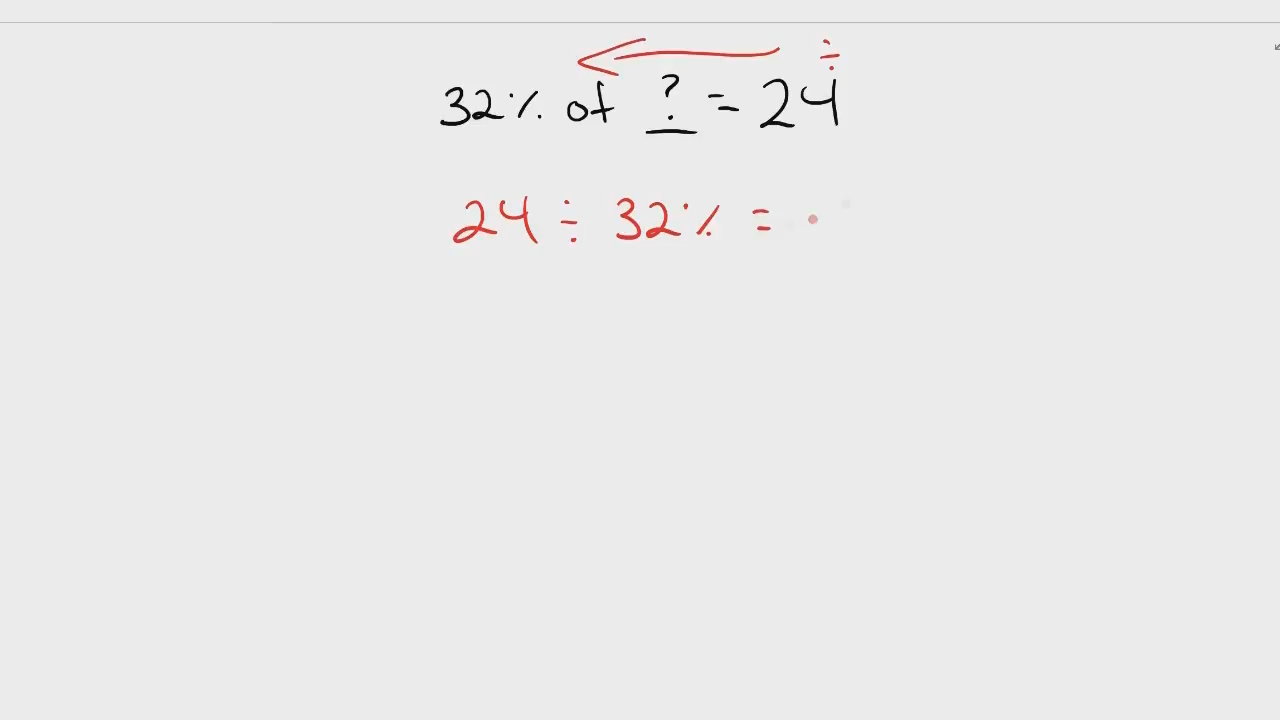 ÷
32% of ? = 24
24 ÷ 32% =